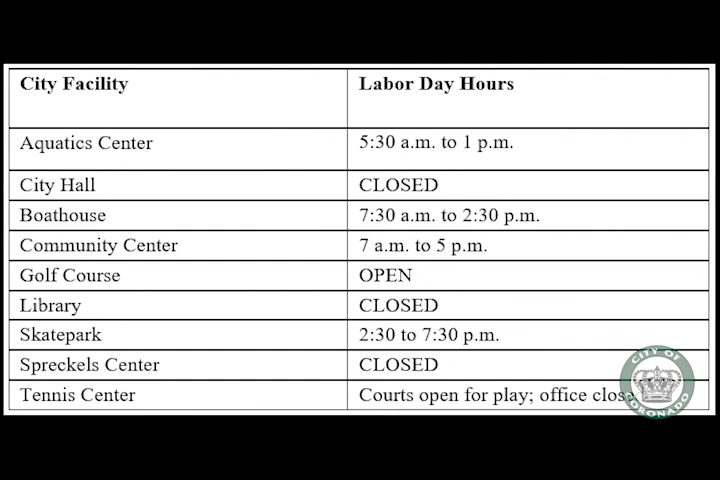 City Facility Labor Day Hours
Aquatics Center 5:30 a.m. to 1 p.m.
City Hall CLOSED
Boathouse 7:30 a.m. to 2:30 p.m.
Community Center 7 a.m. to 5 p.m.
Golf Course OPEN
Library CLOSED
Skatepark 2:30 to 7:30 p.m.
Spreckels Center CLOSED
Tennis Center Courts open for play; office
CITY OF
CORONADO